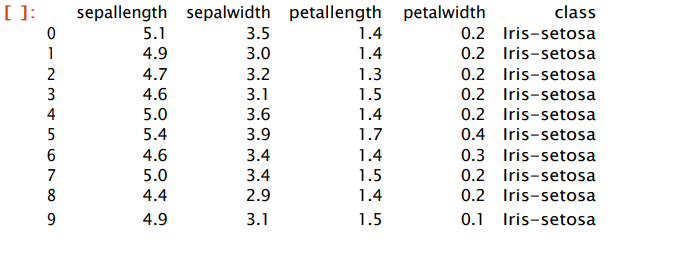 [ ]: sepallength sepalwidth petallength petalwidth class
0 5.1 3.5 1.4 0.2 Iris-setosa
1 4.9 3.0 1.4 0.2 Iris-setosa
2 4.7 3.2 1.3 0.2 Iris-setosa
3 4.6 3.1 1.5 0.2 Iris-setosa
4 5.0 3.6 1.4 0.2 Iris-setosa
5 5.4 3.9 1.7 0.4 Iris-setosa
6 4.6 3.4 1.4 0.3 Iris-setosa
7 5.0 3.4 1.5 0.2 Iris-setosa
8 4.4 2.9 1.4 0.2 Iris-setosa
9 4.9 3.1 1.5 0.1 Iris-setosa